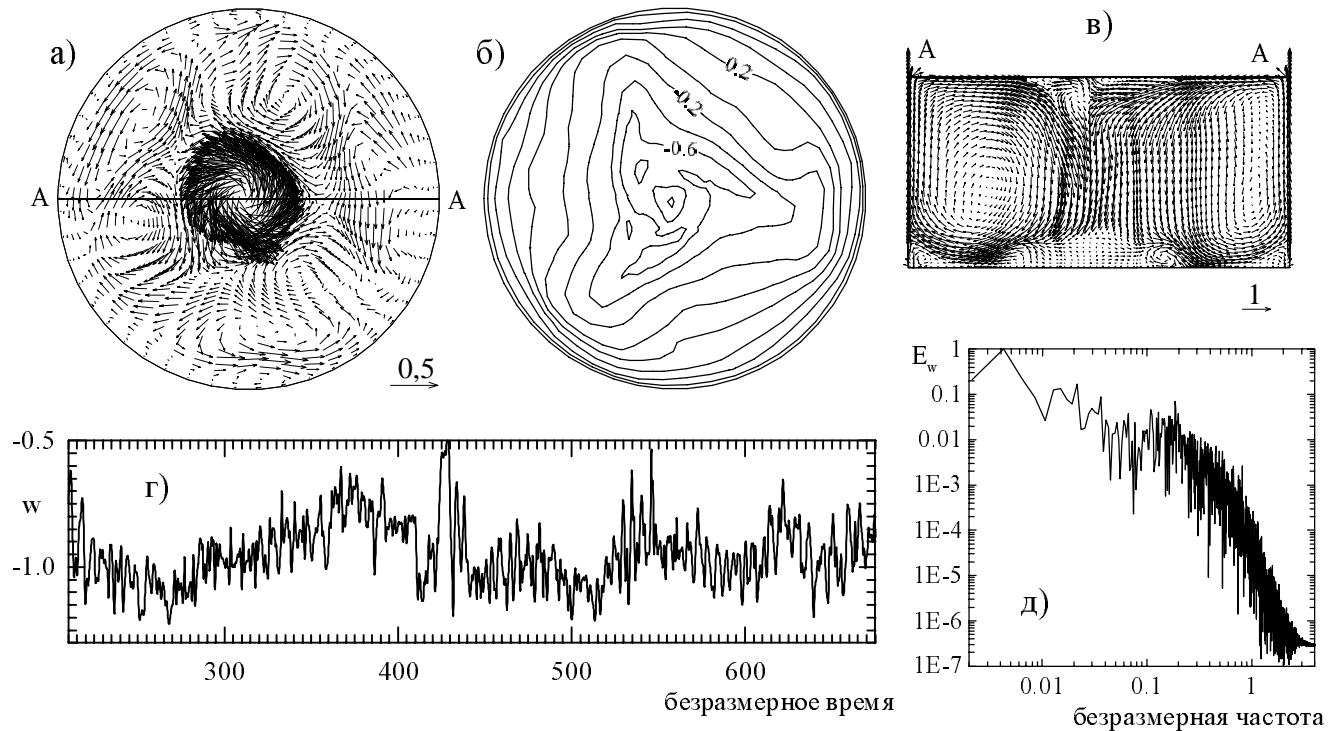 а)
А
А
0,5
б)
0.2
-0.2
-0.6
в)
А
А
1
-0.5
w
-1.0
г)
300
400
500
600
безразмерное время
E_w
1
0.1
0.01
1E-3
1E-4
1E-5
1E-6
1E-7
д)
0.01
0.1
1
безразмерная частота